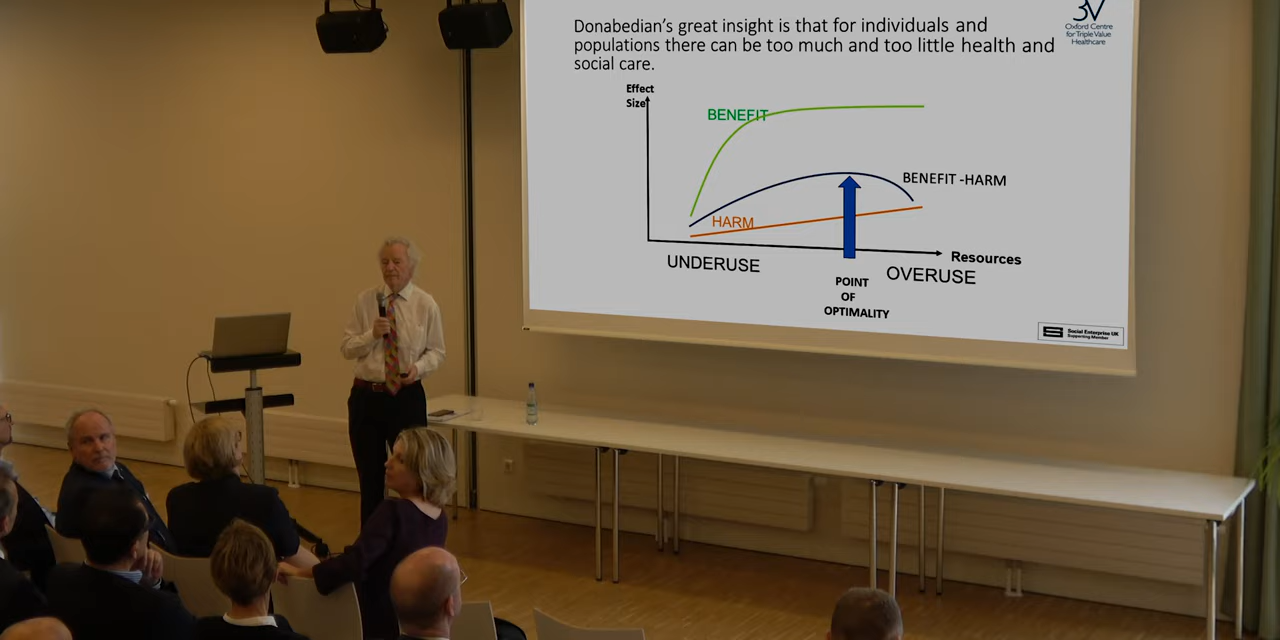 Donabedian's great insight is that for individuals and
populations there can be too much and too little health and
social care.
3V
Oxford Centre
for Triple Value
Healthcare
Effect
Size
BENEFIT
BENEFIT -HARM
HARM
Resources
UNDERUSE
OVERUSE
POINT
OF
OPTIMALITY
Social Enterprise UK
Supporting Member